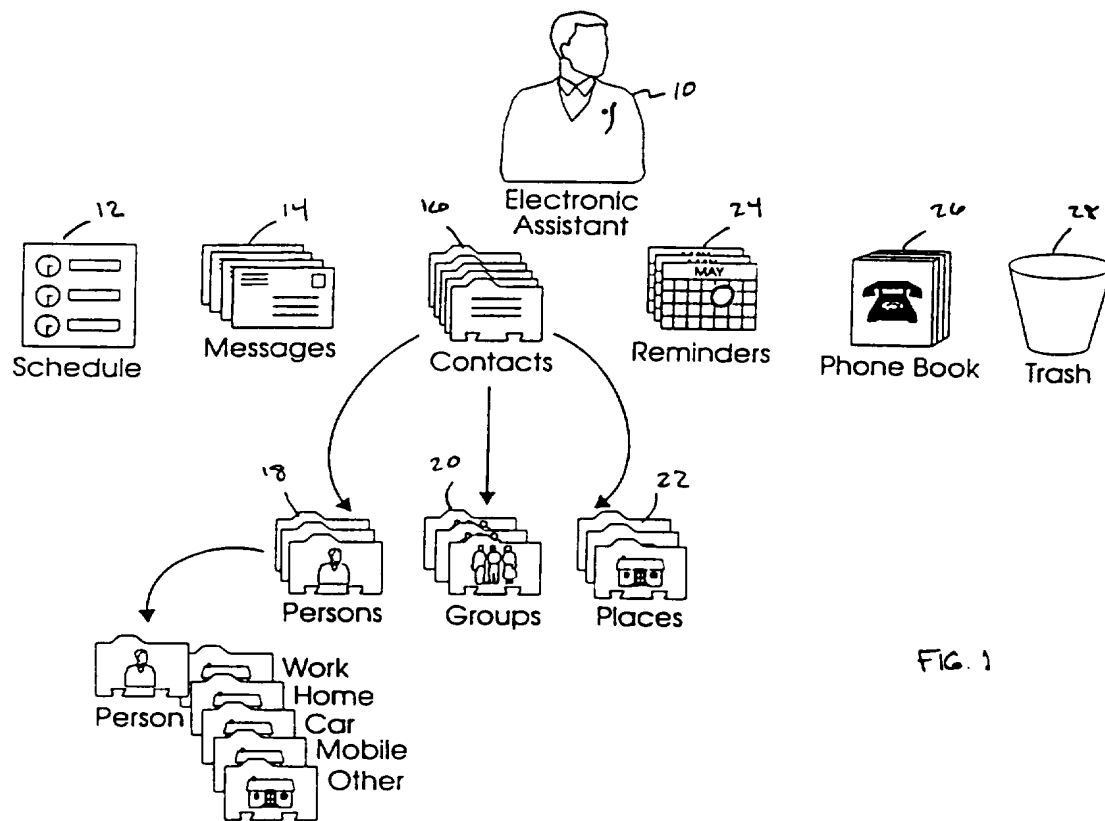 10
Electronic
Assistant
12
14
16
24
26
28
MAY
Schedule
Messages
Contacts
Reminders
Phone Book
Trash
18
20
22
Persons
Groups
Places
Work
Home
Person
Car
Mobile
Other
FIG. 1